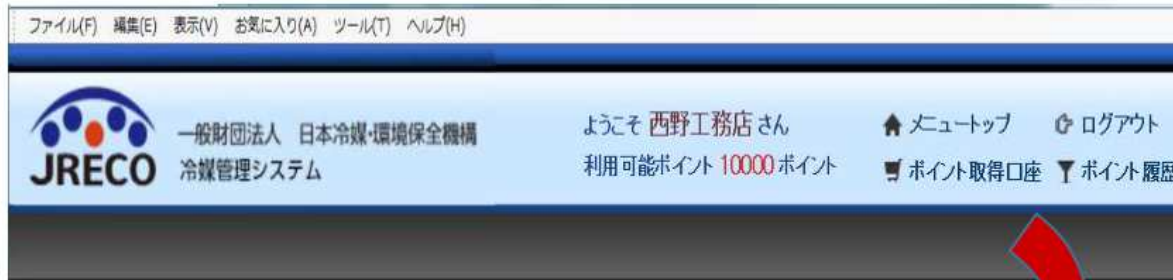 ファイル(F) 編集(E) 表示(V) お気に入り(A) ツール(T) ヘルプ(H)
JRECO
一般財団法人 日本冷媒・環境保全機構
冷媒管理システム
ようこそ 西野工務店 さん
利用可能ポイント 10000 ポイント
メニュートップ ログアウト
ポイント取得口座 ポイント履歴